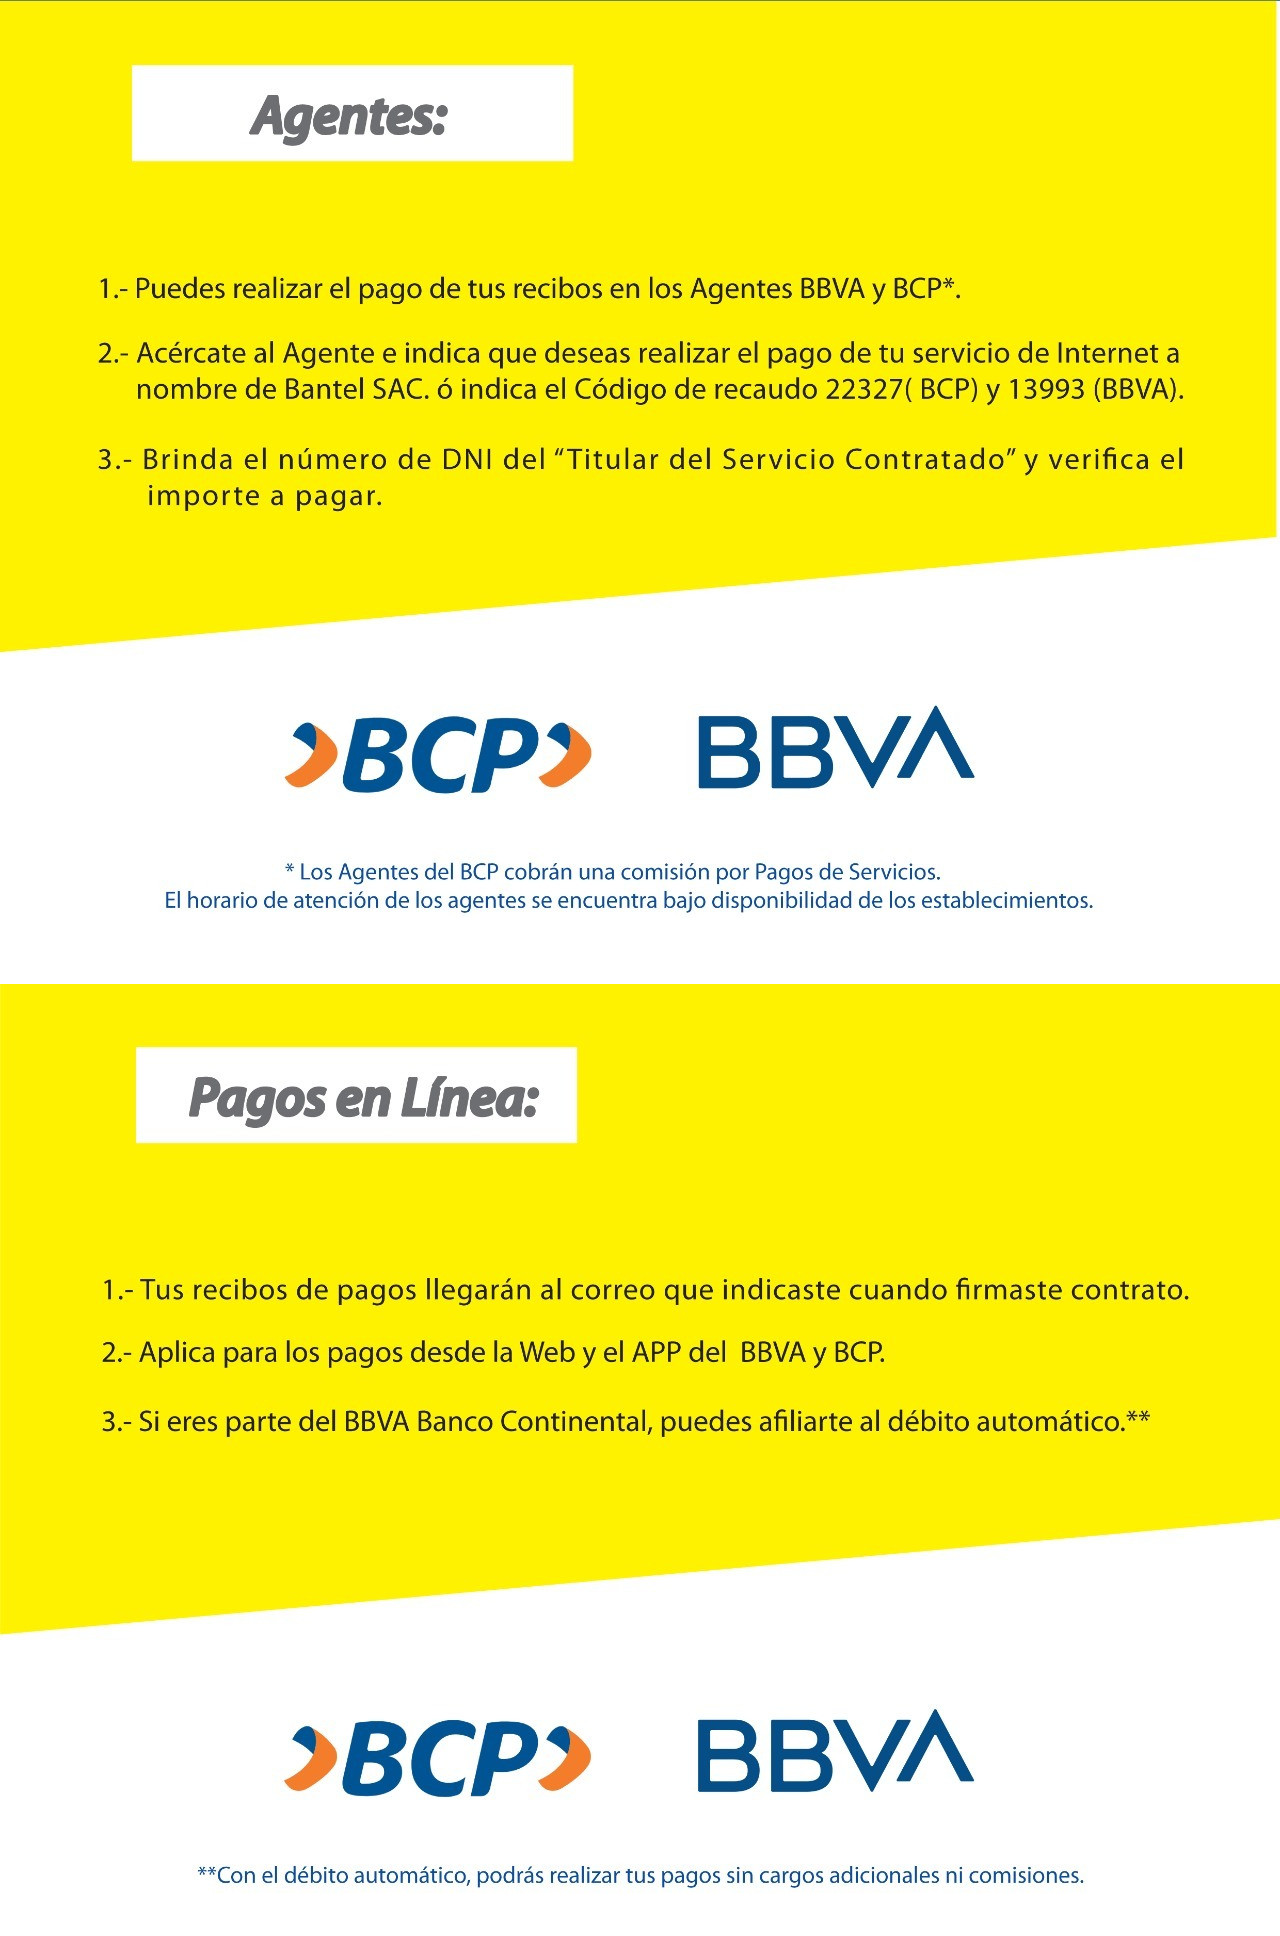 Agentes:
1.- Puedes realizar el pago de tus recibos en los Agentes BBVA y BCP*.
2.- Acércate al Agente e indica que deseas realizar el pago de tu servicio de Internet a
nombre de Bantel SAC. ó indica el Código de recaudo 22327( BCP) y 13993 (BBVA).
3.- Brinda el número de DNI del “Titular del Servicio Contratado” y verifica el
importe a pagar.
BCP BBVA
* Los Agentes del BCP cobrán una comisión por Pagos de Servicios.
El horario de atención de los agentes se encuentra bajo disponibilidad de los establecimientos.
Pagos en Línea:
1.- Tus recibos de pagos llegarán al correo que indicaste cuando firmaste contrato.
2.- Aplica para los pagos desde la Web y el APP del  BBVA y BCP.
3.- Si eres parte del BBVA Banco Continental, puedes afiliarte al débito automático.**
BCP BBVA
**Con el débito automático, podrás realizar tus pagos sin cargos adicionales ni comisiones.